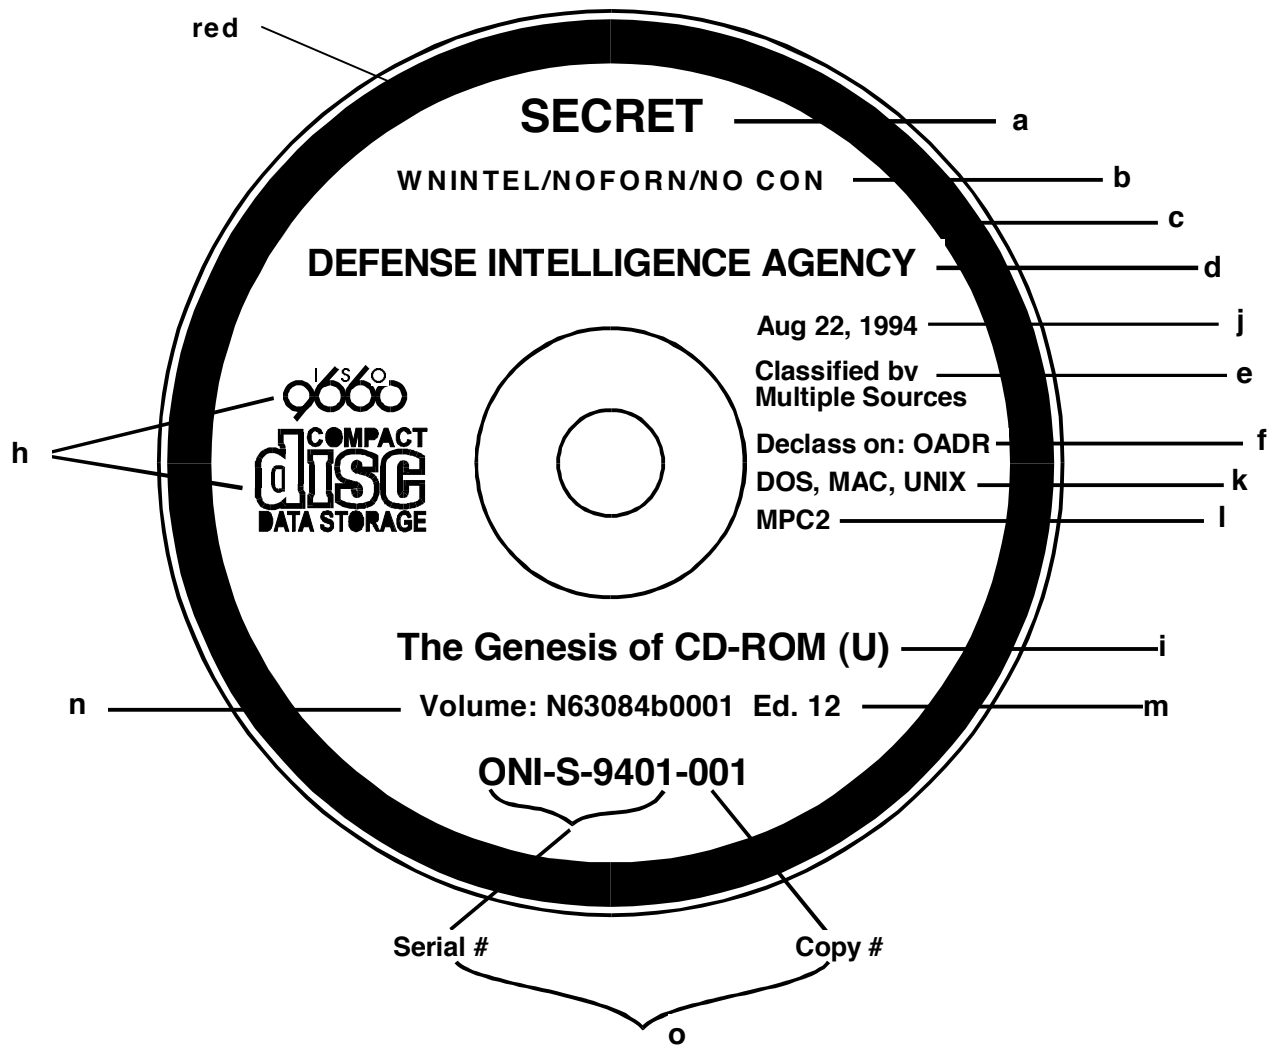 red
SECRET a
WNINTEL/NOFORN/NO CON b
c
DEFENSE INTELLIGENCE AGENCY d
Aug 22, 1994 j
Classified by e
Multiple Sources
ISO
9660
COMPACT
disc
DATA STORAGE
h
Declass on: OADR f
DOS, MAC, UNIX k
MPC2 l
The Genesis of CD-ROM (U) i
n Volume: N63084b0001 Ed. 12 m
ONI-S-9401-001
Serial # Copy #
o